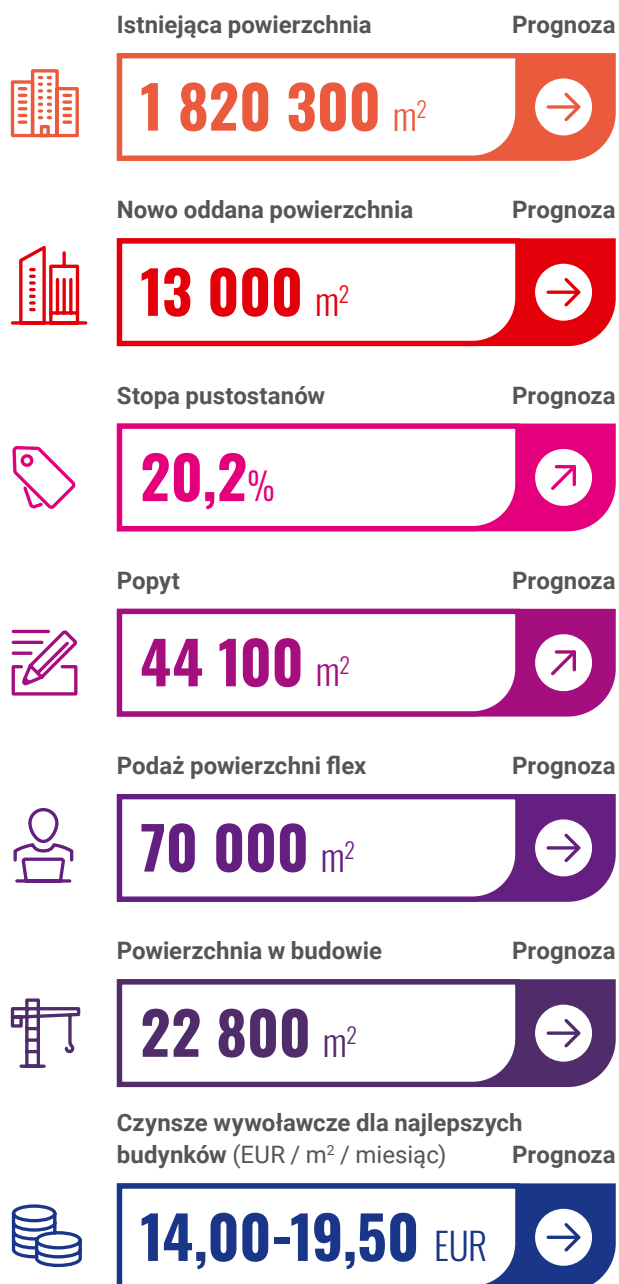 Istniejąca powierzchnia Prognoza
1 820 300 m²
Nowo oddana powierzchnia Prognoza
13 000 m²
Stopa pustostanów Prognoza
20,2%
Popyt Prognoza
44 100 m²
Podaż powierzchni flex Prognoza
70 000 m²
Powierzchnia w budowie Prognoza
22 800 m²
Czynsze wywoławcze dla najlepszych
budynków (EUR / m² / miesiąc) Prognoza
14,00-19,50 EUR